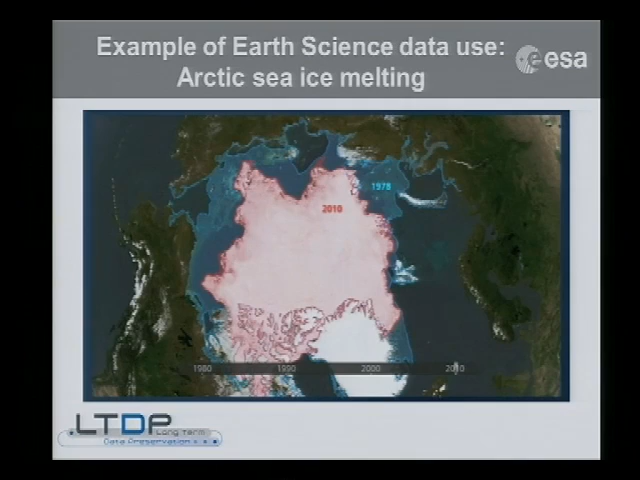 Example of Earth Science data use:
Arctic sea ice melting
esa
1978
2010
1980 1990 2000 2010
LTDP
Long Term
Data Preservation